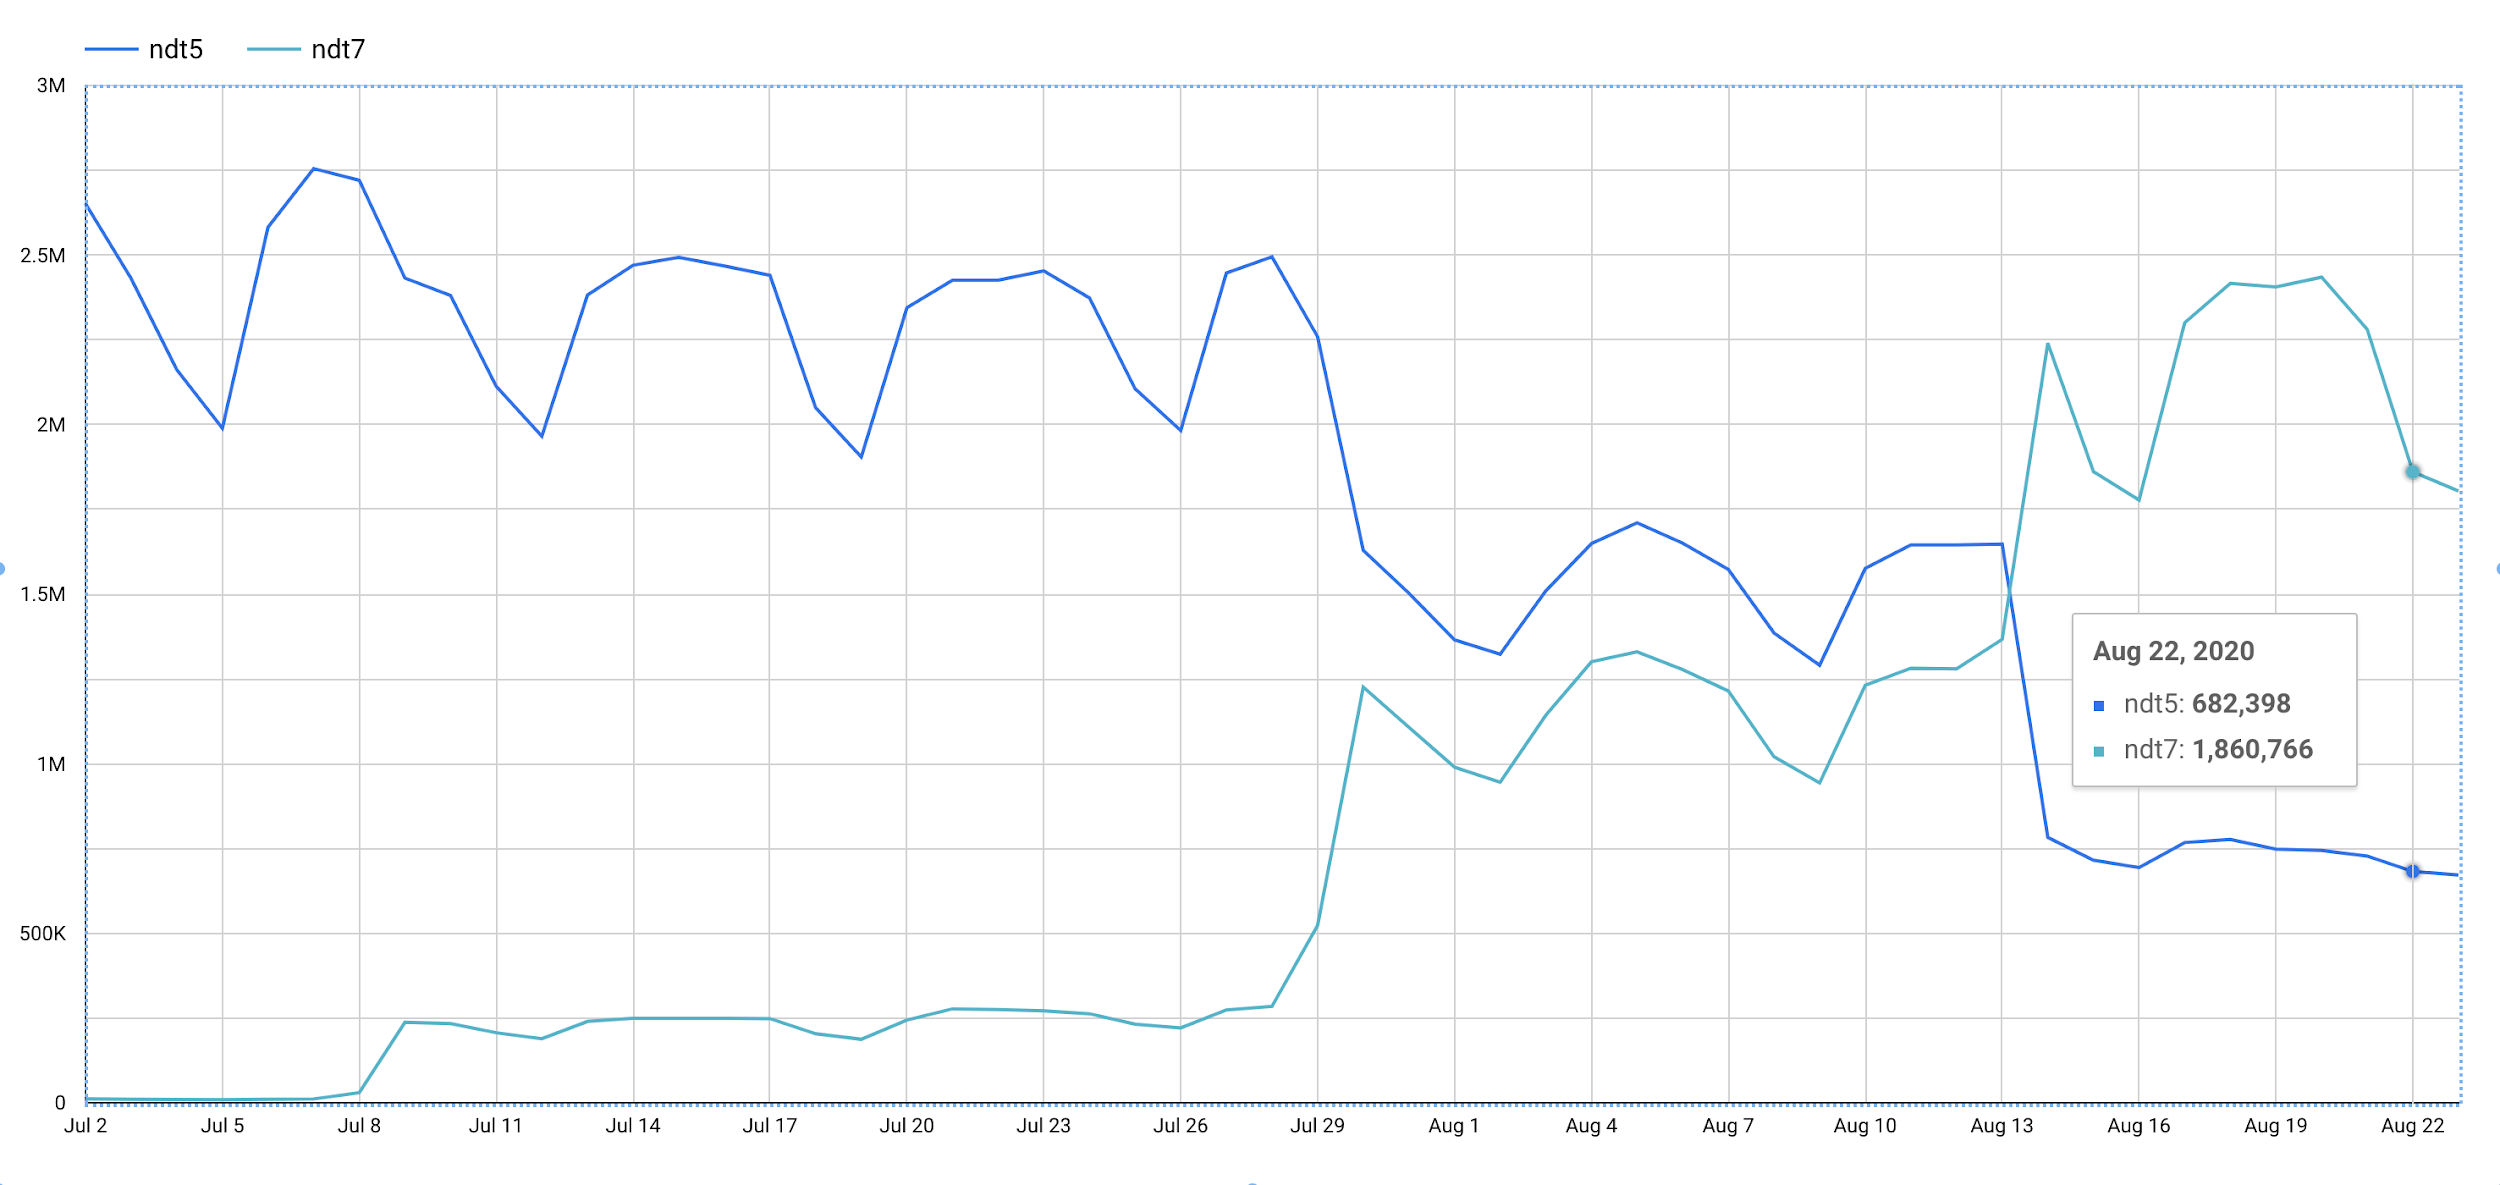 ndt5 ndt7
3M
2.5M
2M
1.5M
1M
500K
0
Jul 2 Jul 5 Jul 8 Jul 11 Jul 14 Jul 17 Jul 20 Jul 23 Jul 26 Jul 29 Aug 1 Aug 4 Aug 7 Aug 10 Aug 13 Aug 16 Aug 19 Aug 22
Aug 22, 2020
ndt5: 682,398
ndt7: 1,860,766